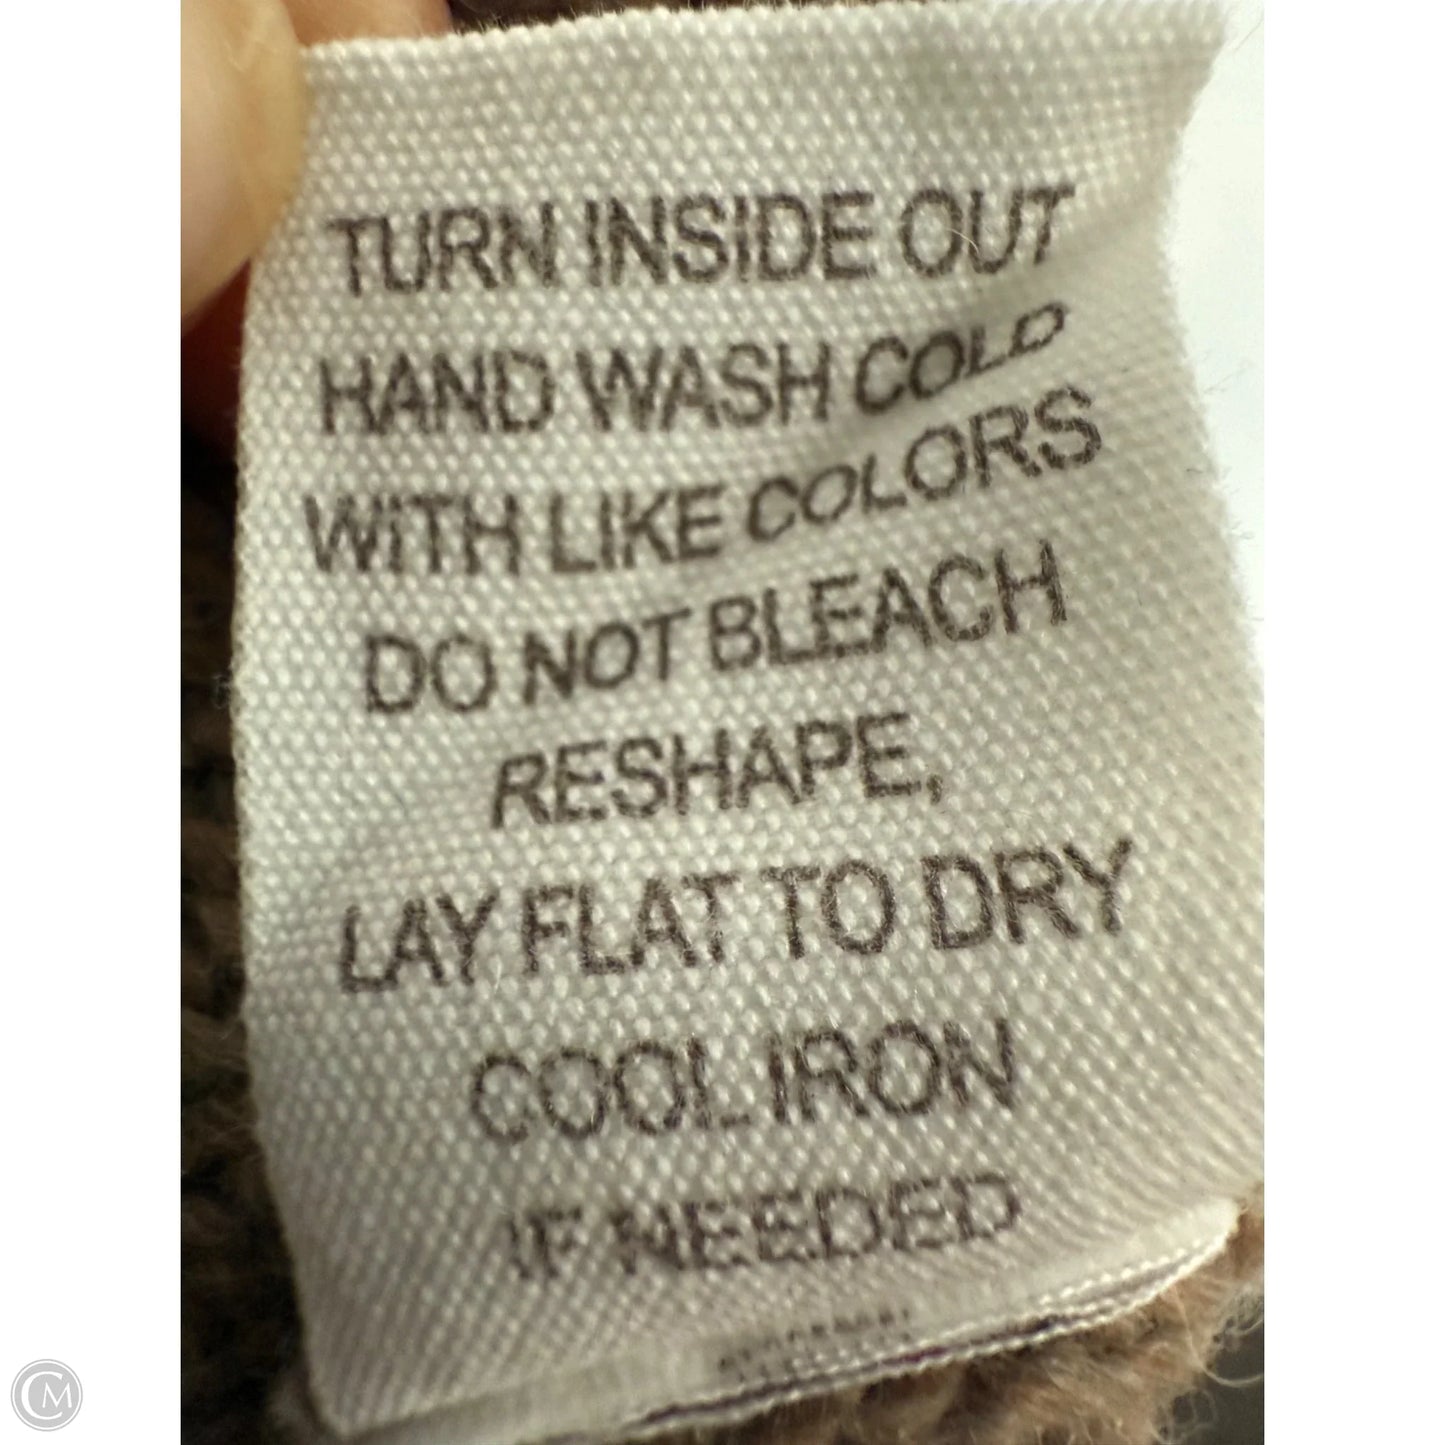 TURN INSIDE OUT
HAND WASH COLD
WITH LIKE COLORS
DO NOT BLEACH
RESHAPE,
LAY FLAT TO DRY
COOL IRON
IF NEEDED
CM